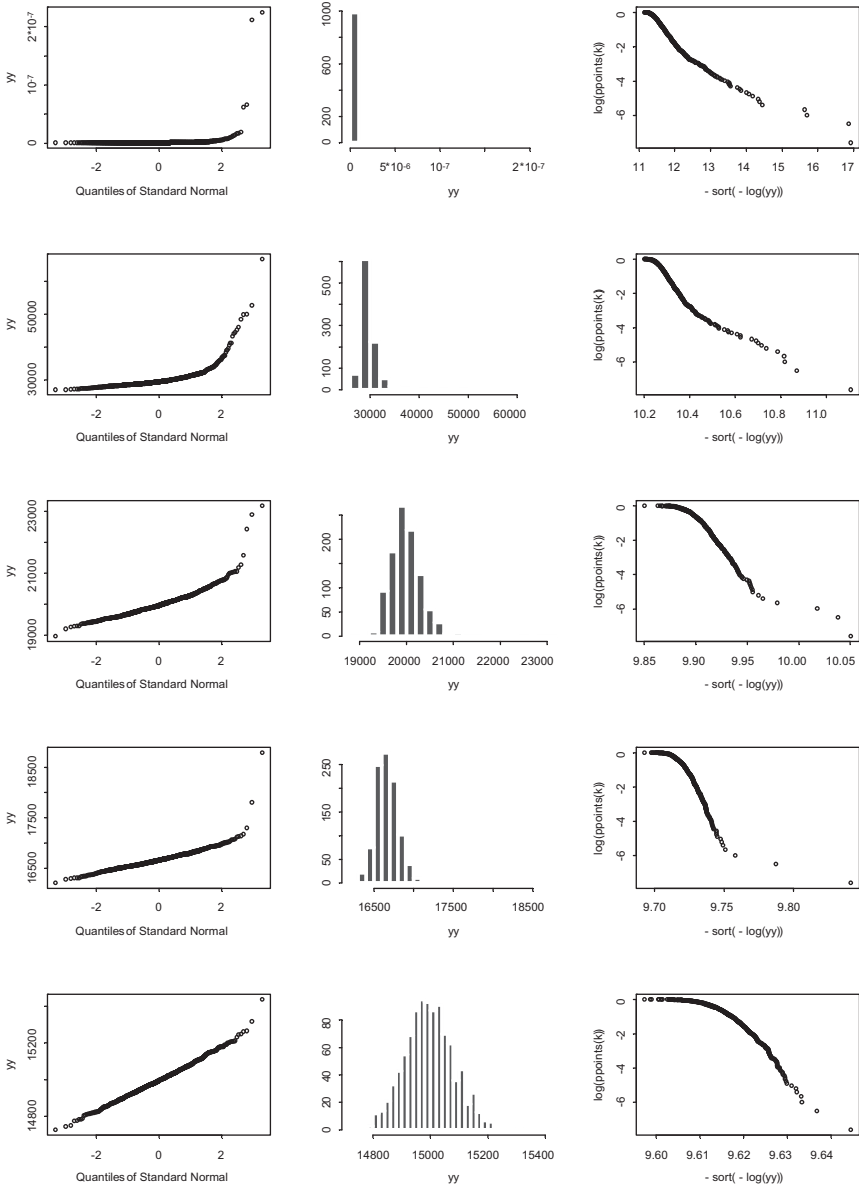 yy
0
10-7
2*10-7
-2 0 2
Quantiles of Standard Normal
0 200 600 1000
0 5*10-6 10-7 2*10-7
yy
log(ppoints(k))
-6 -4 -2 0
11 12 13 14 15 16 17
- sort( - log(yy))
yy
30000 50000
-2 0 2
Quantiles of Standard Normal
0 100 300 500
30000 40000 50000 60000
yy
log(ppoints(k))
-6 -4 -2 0
10.2 10.4 10.6 10.8 11.0
- sort( - log(yy))
yy
19000 21000 23000
-2 0 2
Quantiles of Standard Normal
0 50 100 200
19000 20000 21000 22000 23000
yy
log(ppoints(k))
-6 -4 -2 0
9.85 9.90 9.95 10.00 10.05
- sort( - log(yy))
yy
16500 17500 18500
-2 0 2
Quantiles of Standard Normal
0 50 150 250
16500 17500 18500
yy
log(ppoints(k))
-6 -4 -2 0
9.70 9.75 9.80
- sort( - log(yy))
yy
14800 15200
-2 0 2
Quantiles of Standard Normal
0 20 40 60 80
14800 15000 15200 15400
yy
log(ppoints(k))
-6 -4 -2 0
9.60 9.61 9.62 9.63 9.64
- sort( - log(yy))